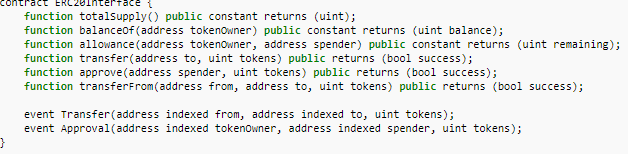 contract ERC20Interface {
    function totalSupply() public constant returns (uint);
    function balanceOf(address tokenOwner) public constant returns (uint balance);
    function allowance(address tokenOwner, address spender) public constant returns (uint remaining);
    function transfer(address to, uint tokens) public returns (bool success);
    function approve(address spender, uint tokens) public returns (bool success);
    function transferFrom(address from, address to, uint tokens) public returns (bool success);

    event Transfer(address indexed from, address indexed to, uint tokens);
    event Approval(address indexed tokenOwner, address indexed spender, uint tokens);
}